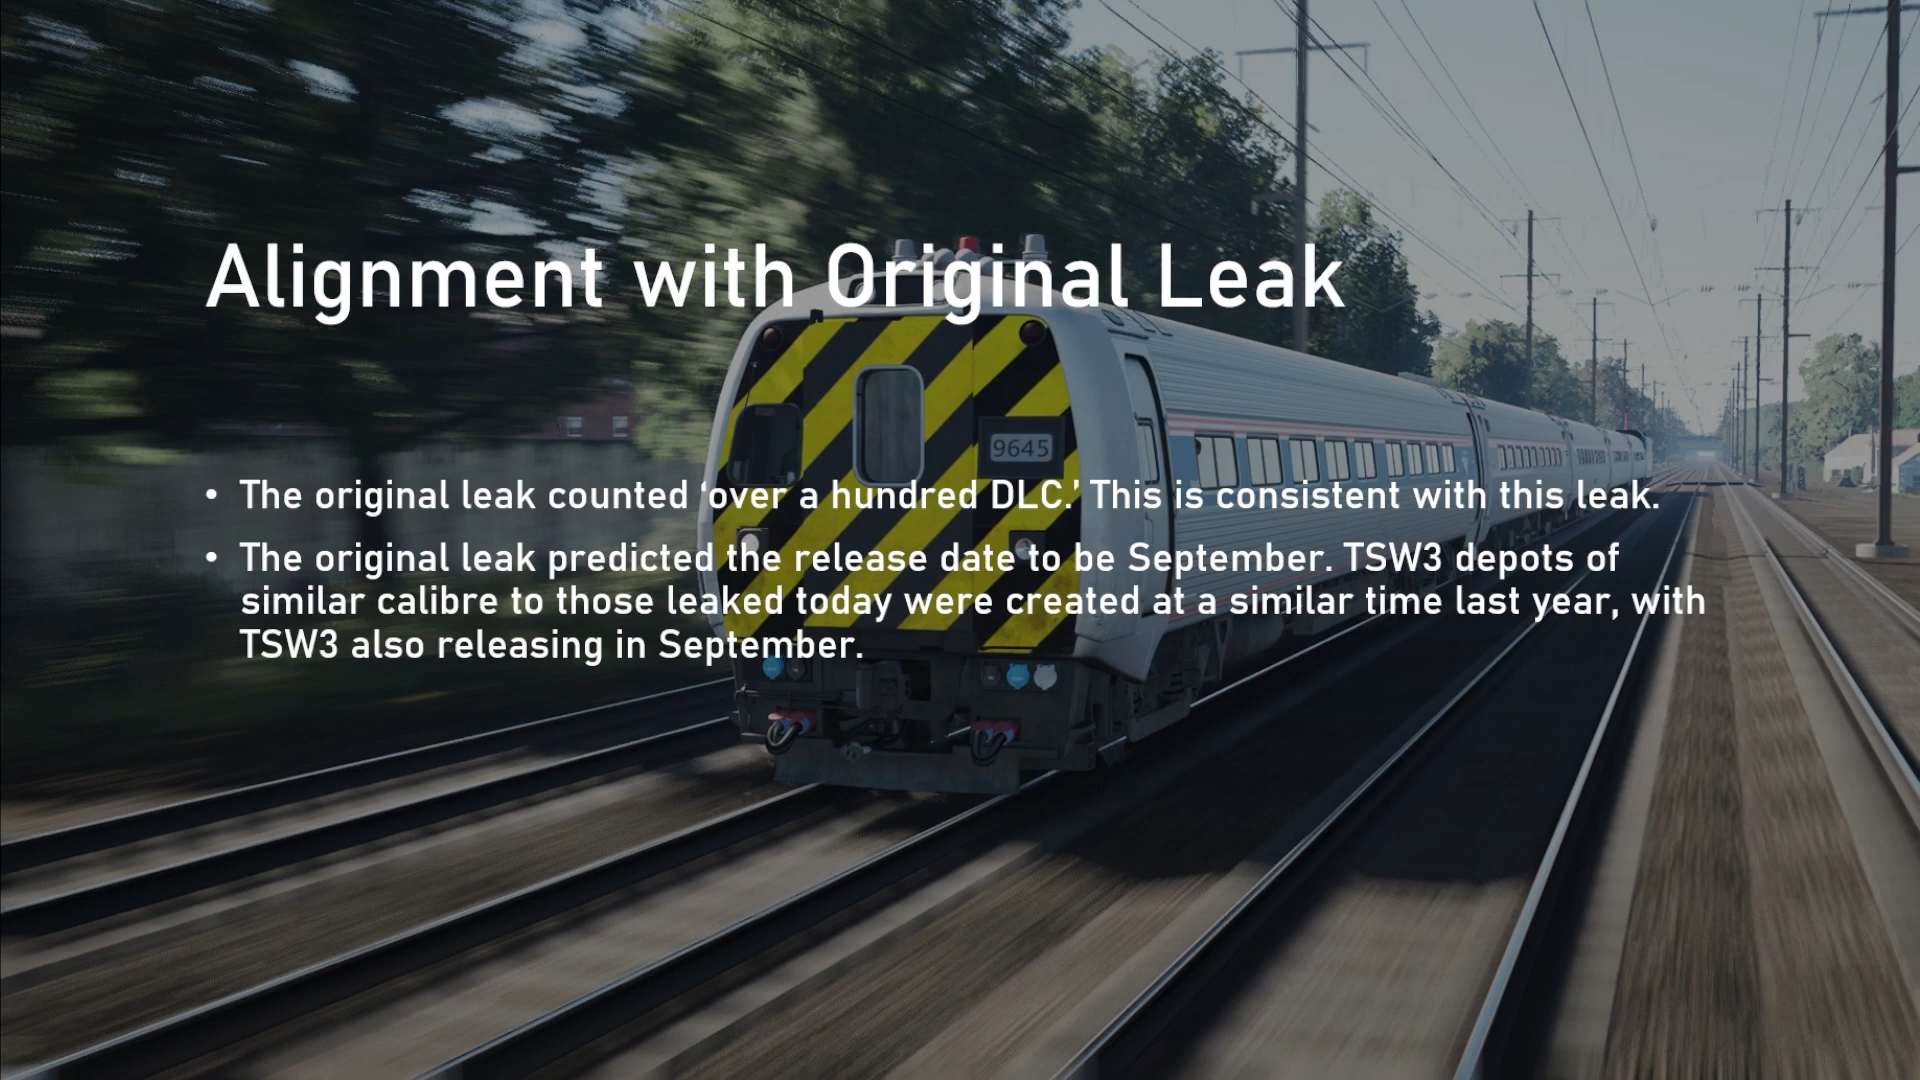 Alignment with Original Leak
9645
• The original leak counted ‘over a hundred DLC.’ This is consistent with this leak.
• The original leak predicted the release date to be September. TSW3 depots of
similar calibre to those leaked today were created at a similar time last year, with
TSW3 also releasing in September.